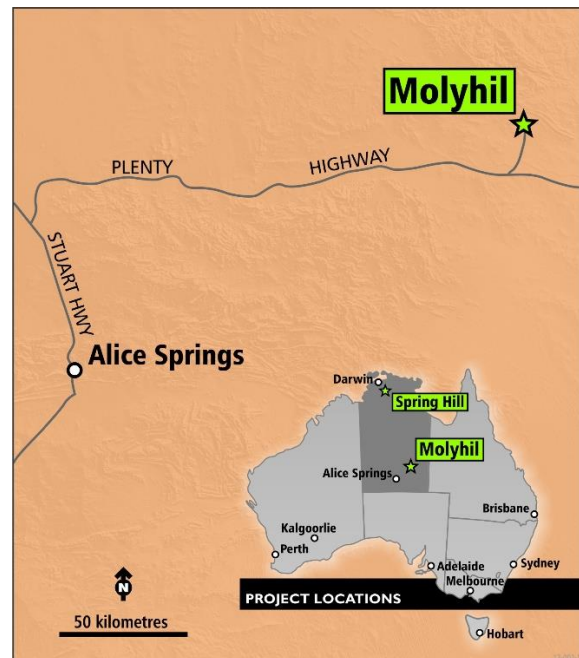 Molyhil
PLENTY
HIGHWAY
STUART HWY
Alice Springs
Darwin
Spring Hill
Molyhil
Alice Springs
Brisbane
Kalgoorlie
Perth
Adelaide
Sydney
Melbourne
PROJECT LOCATIONS
N
50 kilometres
Hobart